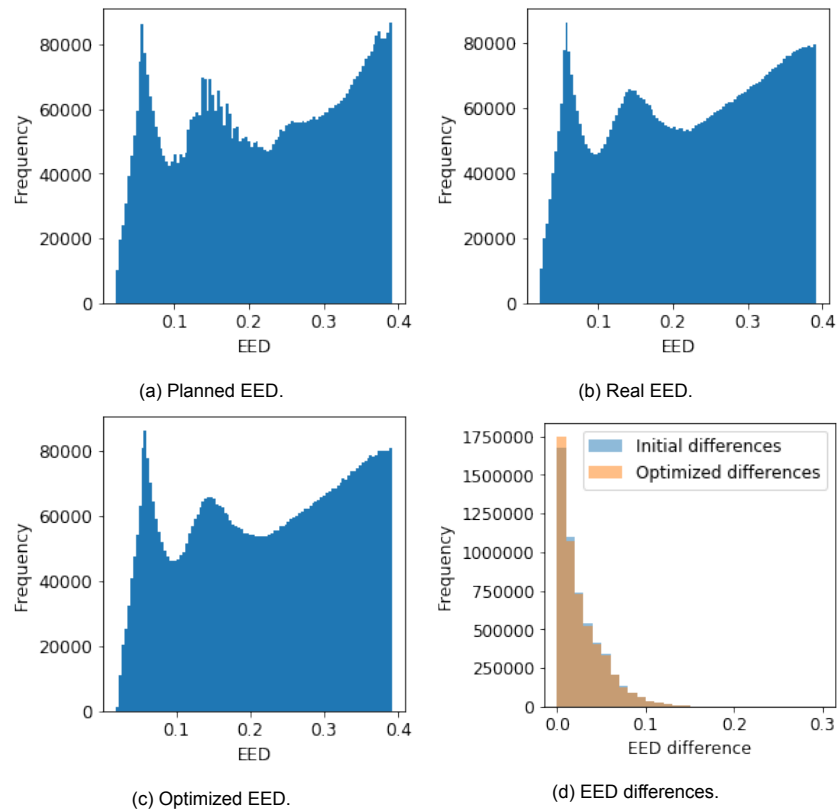 80000
60000
40000
20000
0
Frequency
0.1 0.2 0.3 0.4
EED
(a) Planned EED.
80000
60000
40000
20000
0
Frequency
0.1 0.2 0.3 0.4
EED
(b) Real EED.
80000
60000
40000
20000
0
Frequency
0.1 0.2 0.3 0.4
EED
(c) Optimized EED.
1750000
1500000
1250000
1000000
750000
500000
250000
0
Frequency
Initial differences
Optimized differences
0.0 0.1 0.2 0.3
EED difference
(d) EED differences.